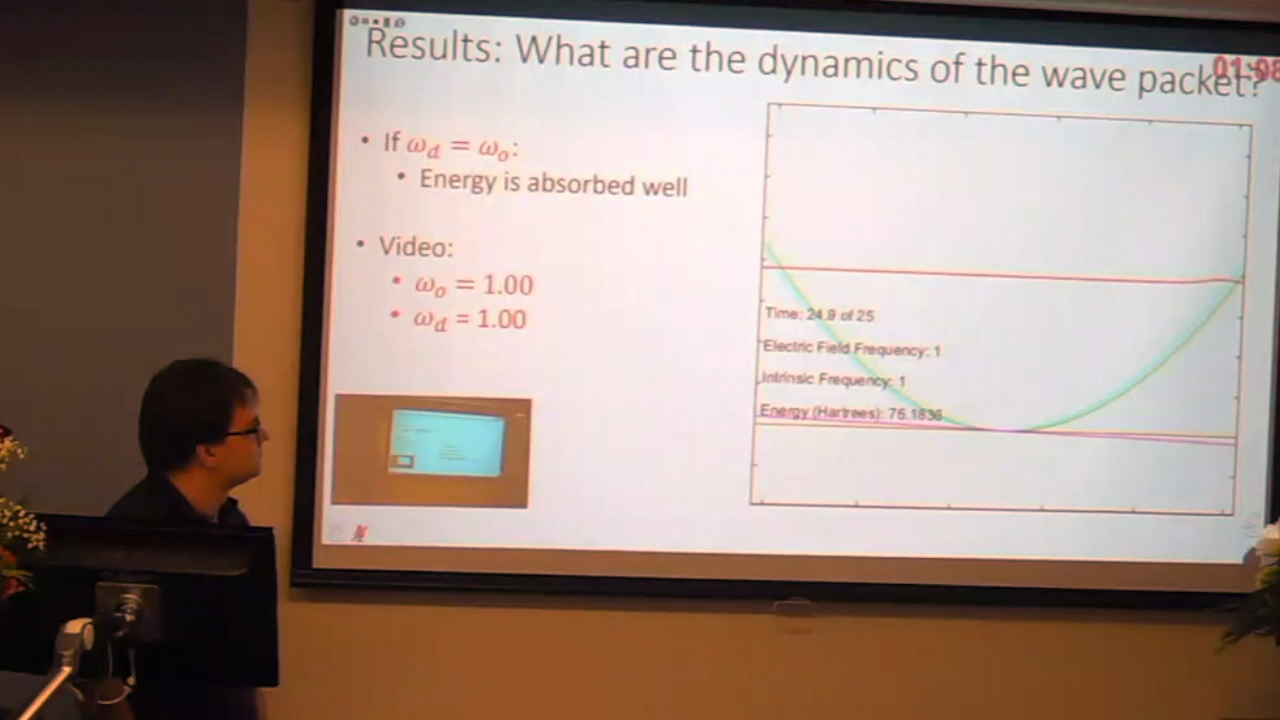 Results: What are the dynamics of the wave packet?
01:08
• If ω_d = ω_o:
• Energy is absorbed well
• Video:
• ω_o = 1.00
• ω_d = 1.00
Time: 24.9 of 25
Electric Field Frequency: 1
Intrinsic Frequency: 1
Energy (Hartrees): 76.1836